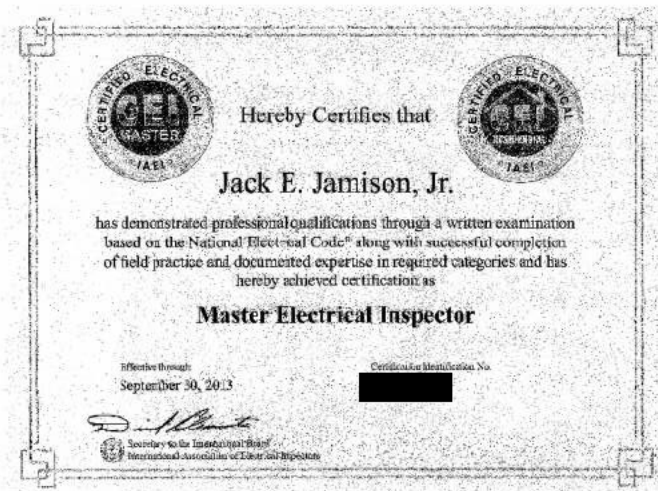 CERTIFIED ELECTRICAL
CEI
MASTER
IAEI
CERTIFIED ELECTRICAL
CEI
RESIDENTIAL
IAEI
Hereby Certifies that
Jack E. Jamison, Jr.
has demonstrated professional qualifications through a written examination
based on the National Electrical Code® along with successful completion
of field practice and documented expertise in required categories and has
hereby achieved certification as
Master Electrical Inspector
Effective through:
September 30, 2013
Certification Identification No.
Secretary to the International Board
International Association of Electrical Inspectors